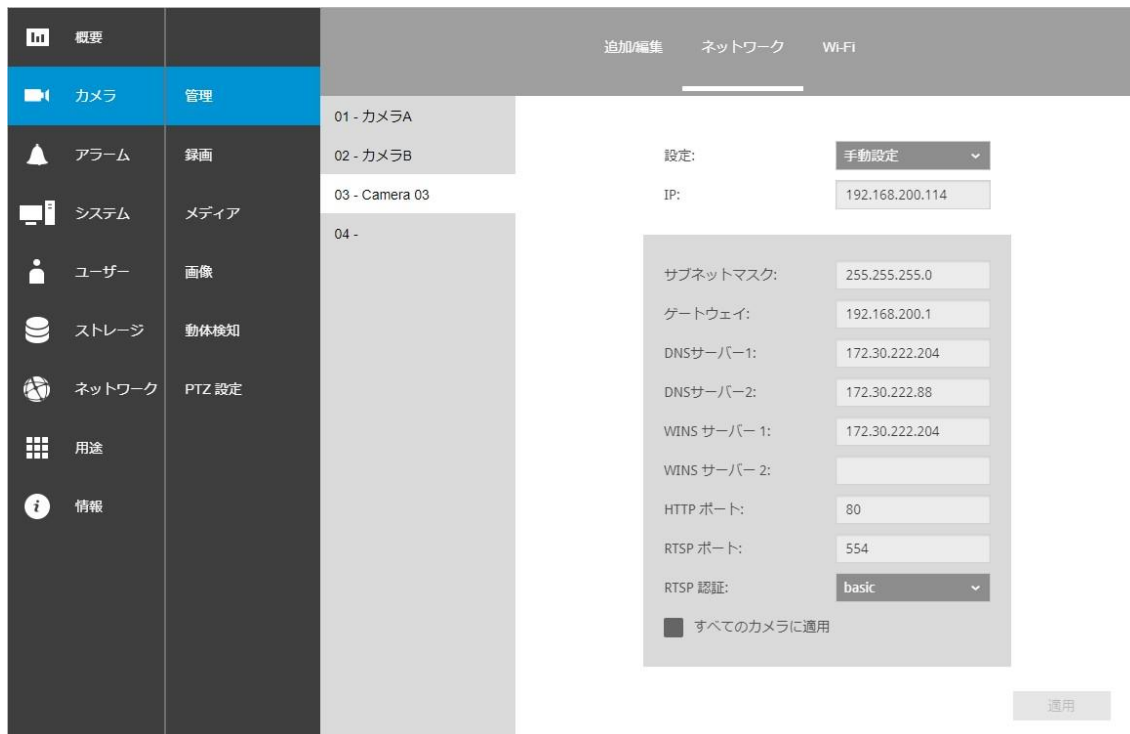 概要
カメラ
アラーム
システム
ユーザー
ストレージ
ネットワーク
用途
情報
管理
録画
メディア
画像
動体検知
PTZ 設定
追加/編集 ネットワーク Wi-Fi
01 - カメラA
02 - カメラB
03 - Camera 03
04 -
設定: 手動設定
IP: 192.168.200.114
サブネットマスク: 255.255.255.0
ゲートウェイ: 192.168.200.1
DNSサーバー1: 172.30.222.204
DNSサーバー2: 172.30.222.88
WINS サーバー 1: 172.30.222.204
WINS サーバー 2:
HTTP ポート: 80
RTSP ポート: 554
RTSP 認証: basic
すべてのカメラに適用
適用